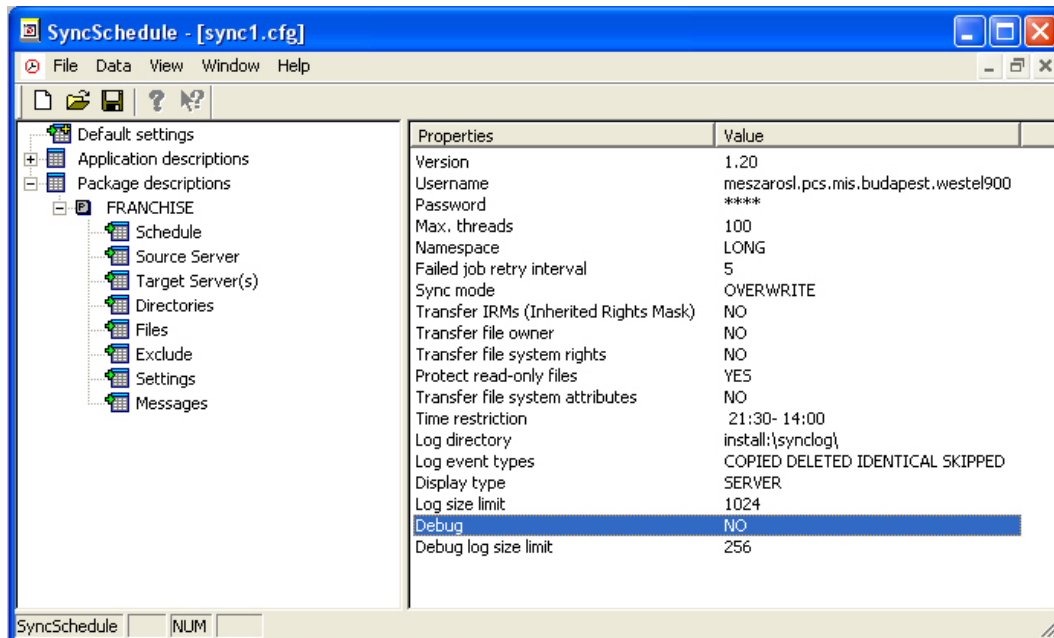 SyncSchedule - [sync1.cfg]
File Data View Window Help
Default settings
Application descriptions
Package descriptions
FRANCHISE
Schedule
Source Server
Target Server(s)
Directories
Files
Exclude
Settings
Messages
Properties Value
Version 1.20
Username meszarosl.pcs.mis.budapest.westel900
Password ****
Max. threads 100
Namespace LONG
Failed job retry interval 5
Sync mode OVERWRITE
Transfer IRMs (Inherited Rights Mask) NO
Transfer file owner NO
Transfer file system rights NO
Protect read-only files YES
Transfer file system attributes NO
Time restriction 21:30- 14:00
Log directory install:\synclog\
Log event types COPIED DELETED IDENTICAL SKIPPED
Display type SERVER
Log size limit 1024
Debug NO
Debug log size limit 256
SyncSchedule NUM